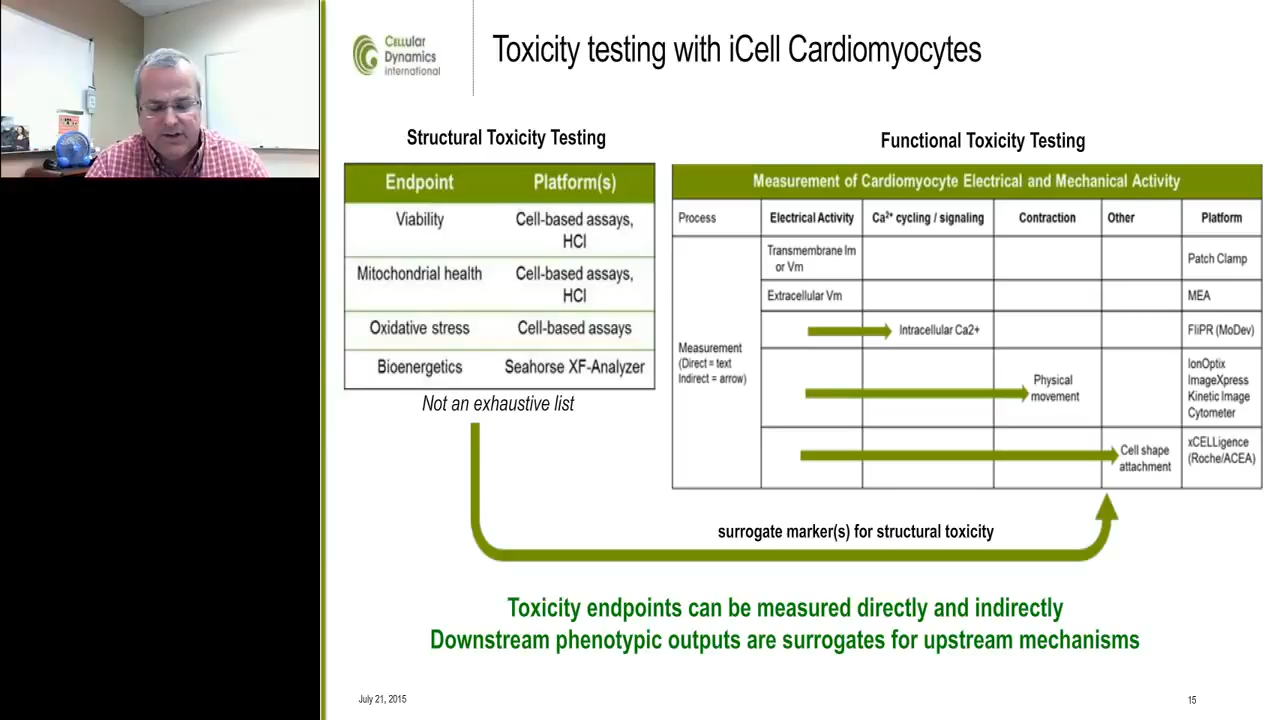 Cellular
Dynamics
international
Toxicity testing with iCell Cardiomyocytes
Structural Toxicity Testing
Endpoint Platform(s)
Viability Cell-based assays,
HCI
Mitochondrial health Cell-based assays,
HCI
Oxidative stress Cell-based assays
Bioenergetics Seahorse XF-Analyzer
Not an exhaustive list
Functional Toxicity Testing
Measurement of Cardiomyocyte Electrical and Mechanical Activity
Process Electrical Activity Ca²⁺ cycling / signaling Contraction Other Platform
Measurement
(Direct = text
Indirect = arrow)
Transmembrane Im
or Vm
Patch Clamp
Extracellular Vm MEA
Intracellular Ca2+ FliPR (MoDev)
Physical
movement
IonOptix
ImageXpress
Kinetic Image
Cytometer
Cell shape
attachment
xCELLigence
(Roche/ACEA)
surrogate marker(s) for structural toxicity
Toxicity endpoints can be measured directly and indirectly
Downstream phenotypic outputs are surrogates for upstream mechanisms
July 21, 2015
15